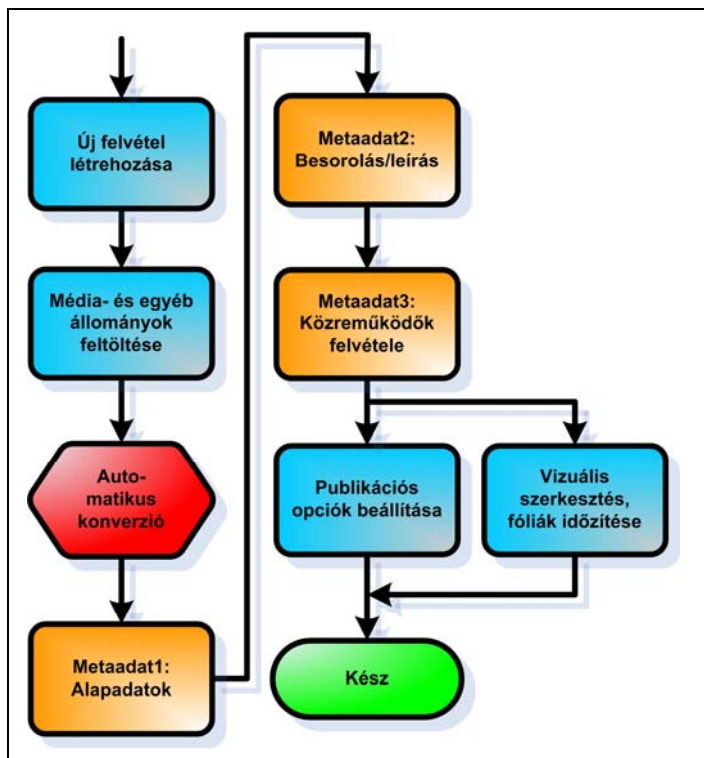 Új felvétel
létrehozása
Média- és egyéb
állományok
feltöltése
Auto-
matikus
konverzió
Metaadat1:
Alapadatok
Metaadat2:
Besorolás/leírás
Metaadat3:
Közreműködők
felvétele
Publikációs
opciók beállítása
Vizuális
szerkesztés,
fóliák időzítése
Kész